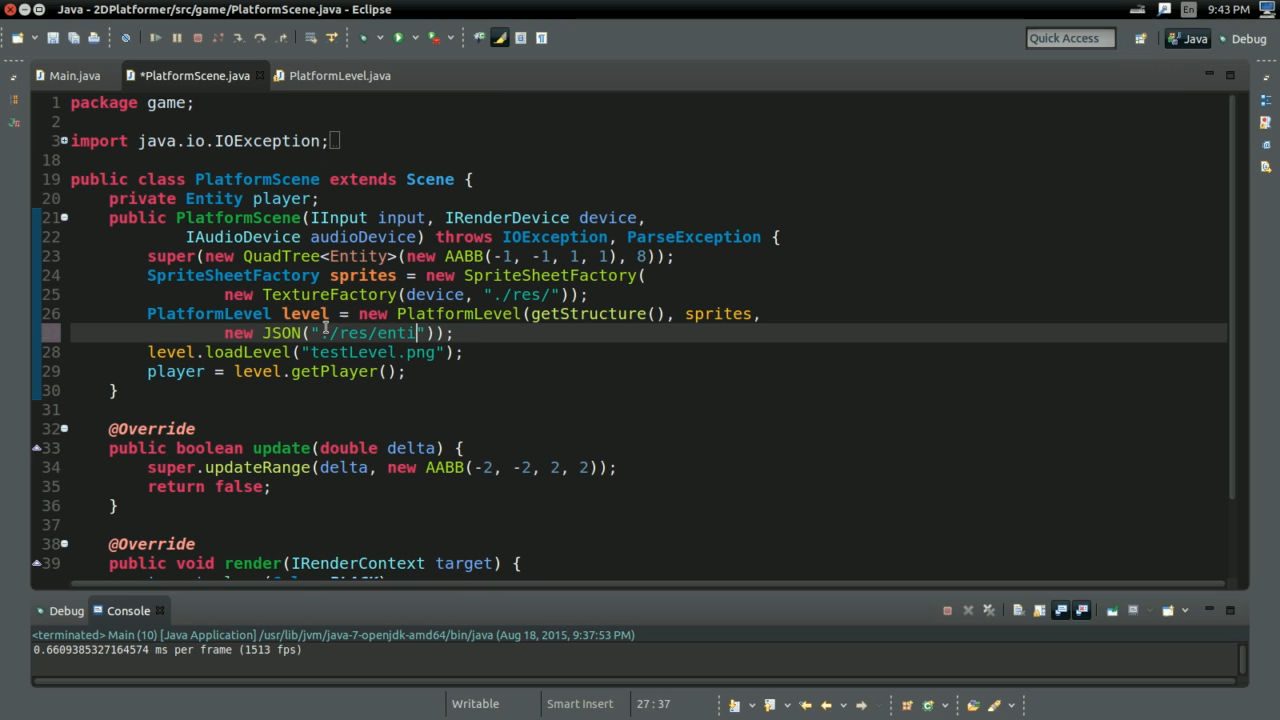 Java - 2DPlatformer/src/game/PlatformScene.java - Eclipse
En
9:43 PM
Quick Access
Java
Debug
Main.java
*PlatformScene.java
PlatformLevel.java
1 package game;
2
3 import java.io.IOException;
18
19 public class PlatformScene extends Scene {
20 private Entity player;
21 public PlatformScene(IInput input, IRenderDevice device,
22 IAudioDevice audioDevice) throws IOException, ParseException {
23 super(new QuadTree<Entity>(new AABB(-1, -1, 1, 1), 8));
24 SpriteSheetFactory sprites = new SpriteSheetFactory(
25 new TextureFactory(device, "./res/"));
26 PlatformLevel level = new PlatformLevel(getStructure(), sprites,
new JSON("./res/enti"));
28 level.loadLevel("testLevel.png");
29 player = level.getPlayer();
30 }
31
32 @Override
33 public boolean update(double delta) {
34 super.updateRange(delta, new AABB(-2, -2, 2, 2));
35 return false;
36 }
37
38 @Override
39 public void render(IRenderContext target) {
Debug
Console
<terminated> Main (10) [Java Application] /usr/lib/jvm/java-7-openjdk-amd64/bin/java (Aug 18, 2015, 9:37:53 PM)
0.6609385327164574 ms per frame (1513 fps)
Writable
Smart Insert
27 : 37